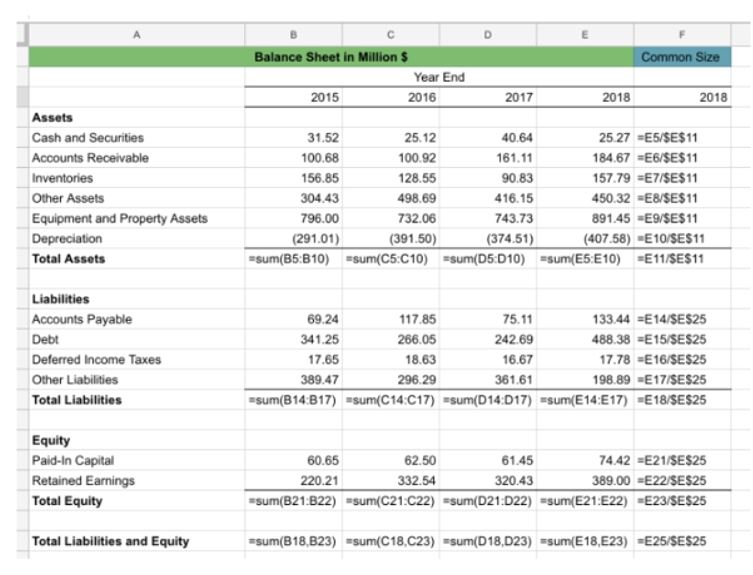 A B C D E F
Balance Sheet in Million $ Common Size
Year End
2015 2016 2017 2018 2018
Assets
Cash and Securities 31.52 25.12 40.64 25.27 =E5/$E$11
Accounts Receivable 100.68 100.92 161.11 184.67 =E6/$E$11
Inventories 156.85 128.55 90.83 157.79 =E7/$E$11
Other Assets 304.43 498.69 416.15 450.32 =E8/$E$11
Equipment and Property Assets 796.00 732.06 743.73 891.45 =E9/$E$11
Depreciation (291.01) (391.50) (374.51) (407.58) =E10/$E$11
Total Assets =sum(B5:B10) =sum(C5:C10) =sum(D5:D10) =sum(E5:E10) =E11/$E$11
Liabilities
Accounts Payable 69.24 117.85 75.11 133.44 =E14/$E$25
Debt 341.25 266.05 242.69 488.38 =E15/$E$25
Deferred Income Taxes 17.65 18.63 16.67 17.78 =E16/$E$25
Other Liabilities 389.47 296.29 361.61 198.89 =E17/$E$25
Total Liabilities =sum(B14:B17) =sum(C14:C17) =sum(D14:D17) =sum(E14:E17) =E18/$E$25
Equity
Paid-In Capital 60.65 62.50 61.45 74.42 =E21/$E$25
Retained Earnings 220.21 332.54 320.43 389.00 =E22/$E$25
Total Equity =sum(B21:B22) =sum(C21:C22) =sum(D21:D22) =sum(E21:E22) =E23/$E$25
Total Liabilities and Equity =sum(B18,B23) =sum(C18,C23) =sum(D18,D23) =sum(E18,E23) =E25/$E$25